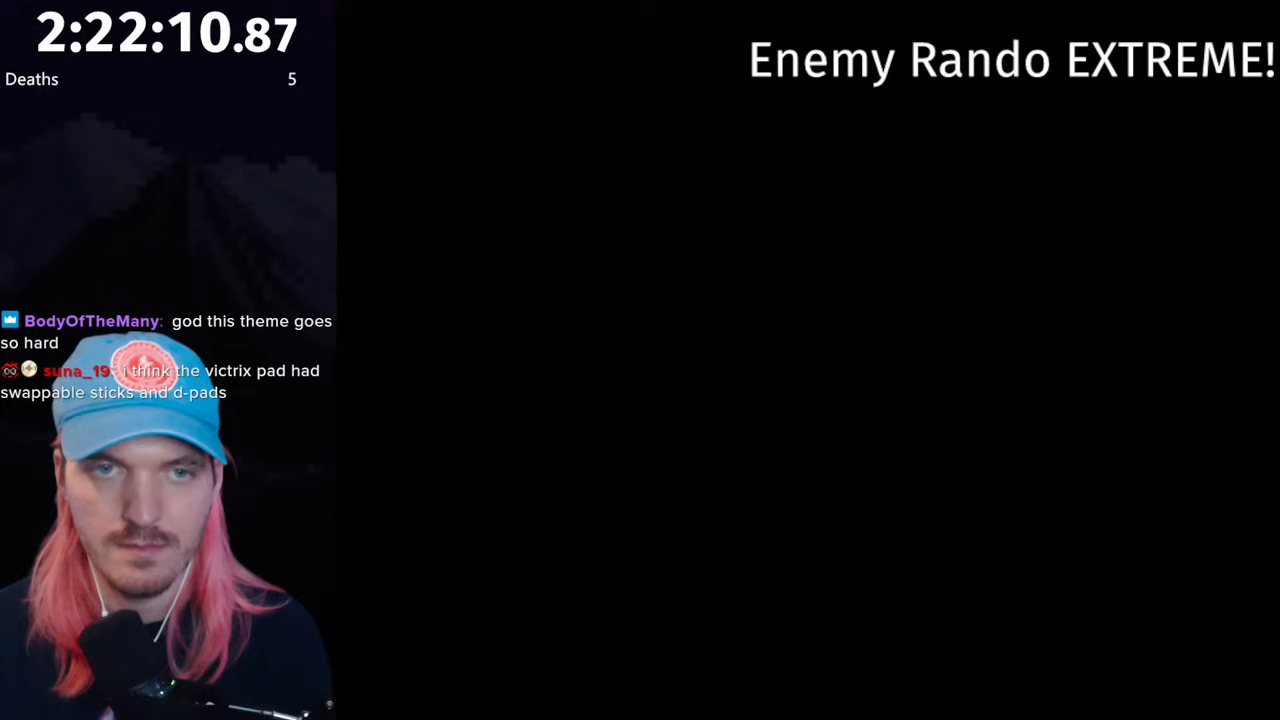 2:22:10.87
Deaths 5
Enemy Rando EXTREME!
BodyOfTheMany: god this theme goes
so hard
suna_19: i think the victrix pad had
swappable sticks and d-pads